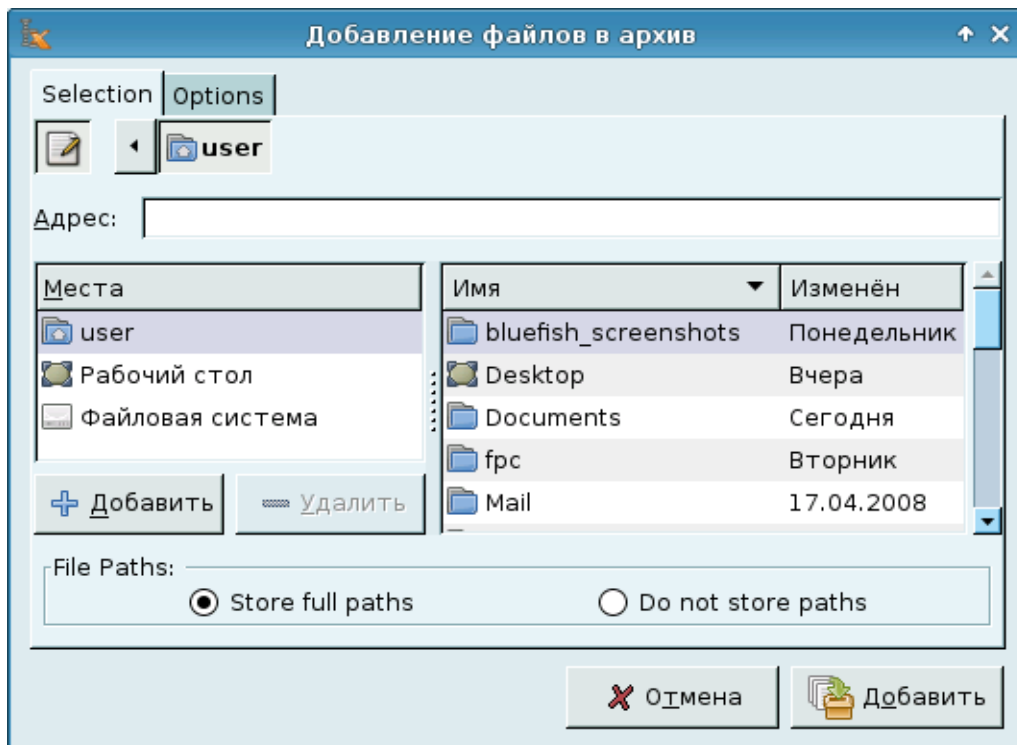 Добавление файлов в архив
Selection Options
user
Адрес:
Места Имя Изменён
user bluefish_screenshots Понедельник
Рабочий стол Desktop Вчера
Файловая система Documents Сегодня
fpc Вторник
Добавить Удалить Mail 17.04.2008
File Paths:
Store full paths Do not store paths
Отмена Добавить